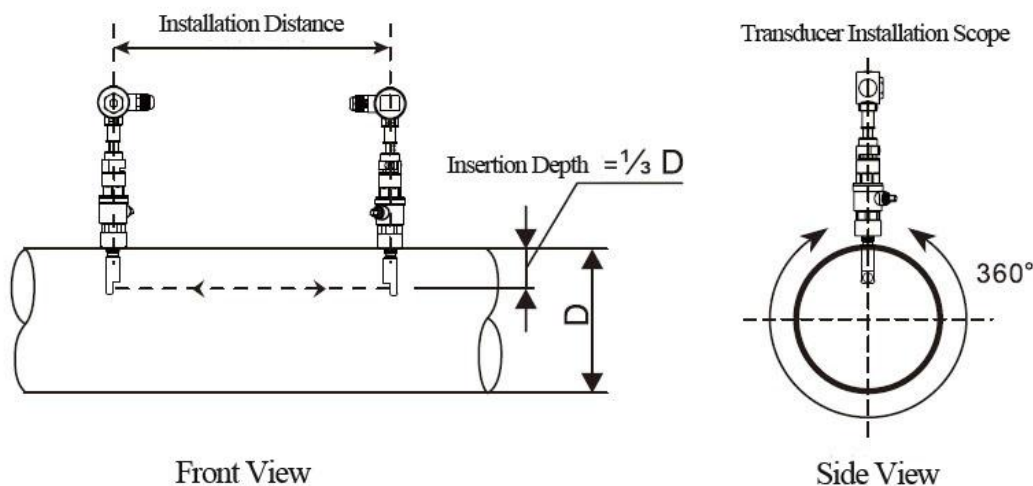 Installation Distance
Transducer Installation Scope
Insertion Depth = ⅓ D
D
360°
Front View
Side View